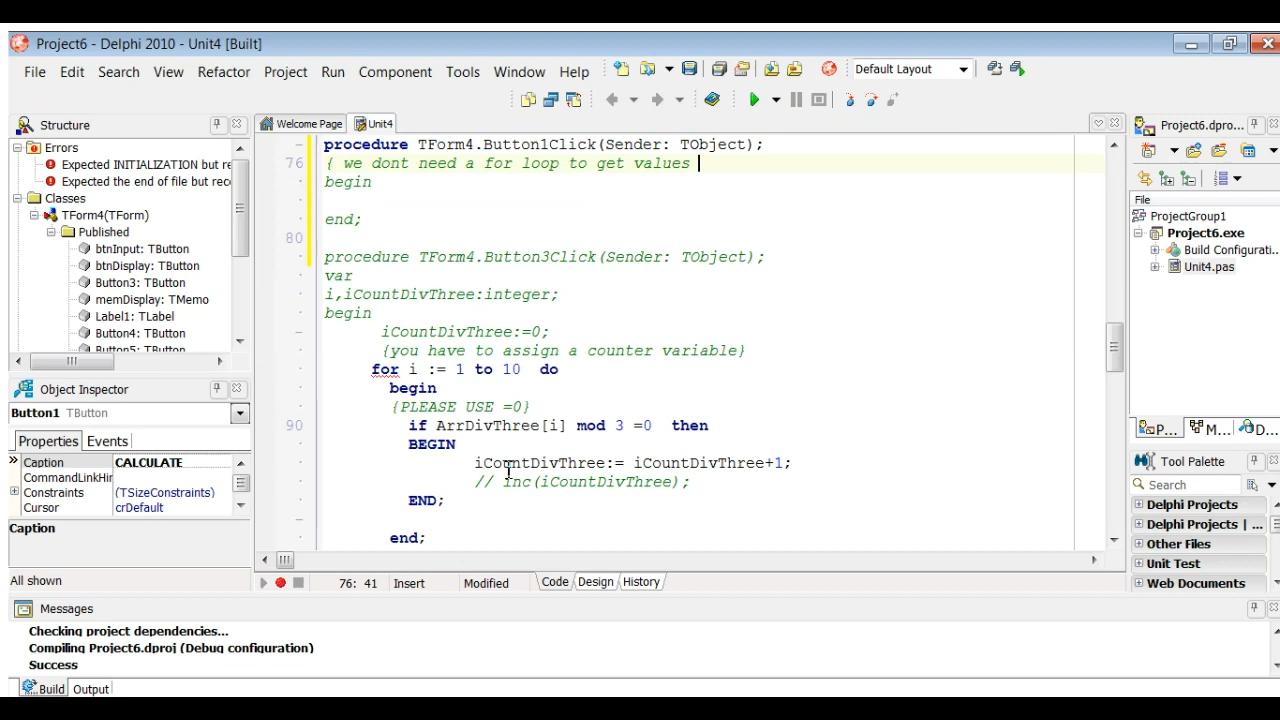 Project6 - Delphi 2010 - Unit4 [Built]
File Edit Search View Refactor Project Run Component Tools Window Help
Default Layout
Structure
Errors
Expected INITIALIZATION but re
Expected the end of file but rec
Classes
TForm4(TForm)
Published
btnInput: TButton
btnDisplay: TButton
Button3: TButton
memDisplay: TMemo
Label1: TLabel
Button4: TButton
Button5: TButton
Object Inspector
Button1 TButton
Properties Events
Caption CALCULATE
CommandLinkHin
Constraints (TSizeConstraints)
Cursor crDefault
Caption
All shown
Welcome Page Unit4
procedure TForm4.Button1Click(Sender: TObject);
76 { we dont need a for loop to get values
begin
end;
80
procedure TForm4.Button3Click(Sender: TObject);
var
i,iCountDivThree:integer;
begin
iCountDivThree:=0;
{you have to assign a counter variable}
for i := 1 to 10 do
begin
{PLEASE USE =0}
90 if ArrDivThree[i] mod 3 =0 then
BEGIN
iCountDivThree:= iCountDivThree+1;
// Inc(iCountDivThree);
END;
end;
76: 41 Insert Modified Code Design History
Project6.dpro...
File
ProjectGroup1
Project6.exe
Build Configurati...
Unit4.pas
P... M... D...
Tool Palette
Search
Delphi Projects
Delphi Projects | ...
Other Files
Unit Test
Web Documents
Messages
Checking project dependencies...
Compiling Project6.dproj (Debug configuration)
Success
Build Output